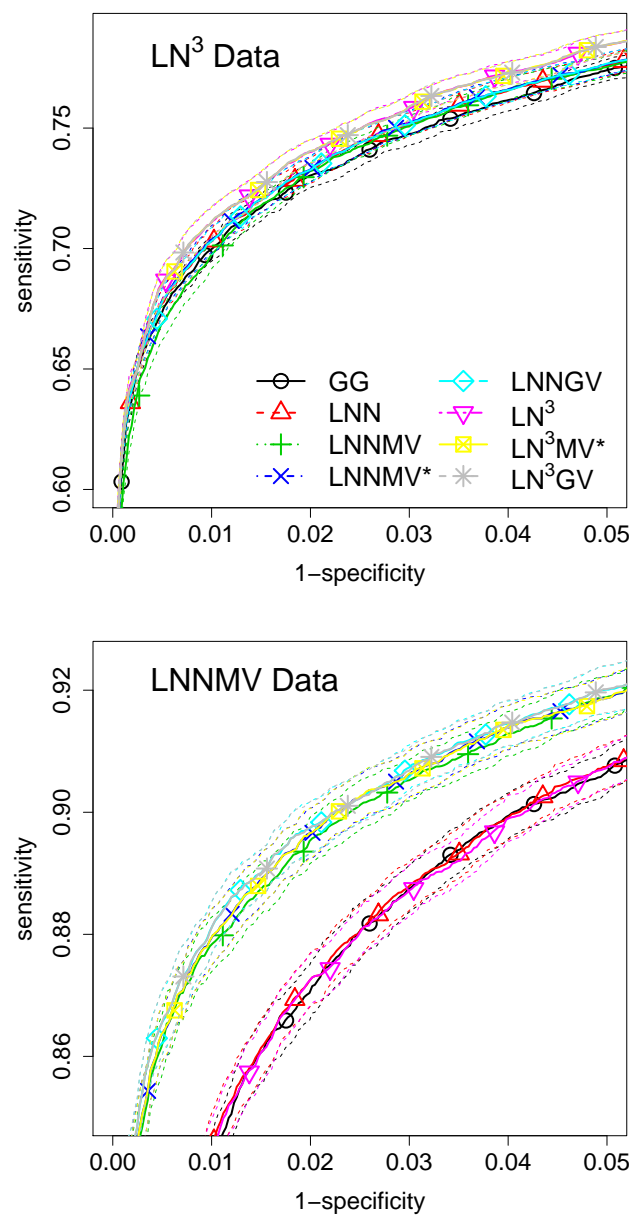 LN³ Data
sensitivity
0.75
0.70
0.65
0.60
GG
LNN
LNNMV
LNNMV*
LNNGV
LN³
LN³MV*
LN³GV
0.00 0.01 0.02 0.03 0.04 0.05
1−specificity
LNNMV Data
sensitivity
0.92
0.90
0.88
0.86
0.00 0.01 0.02 0.03 0.04 0.05
1−specificity